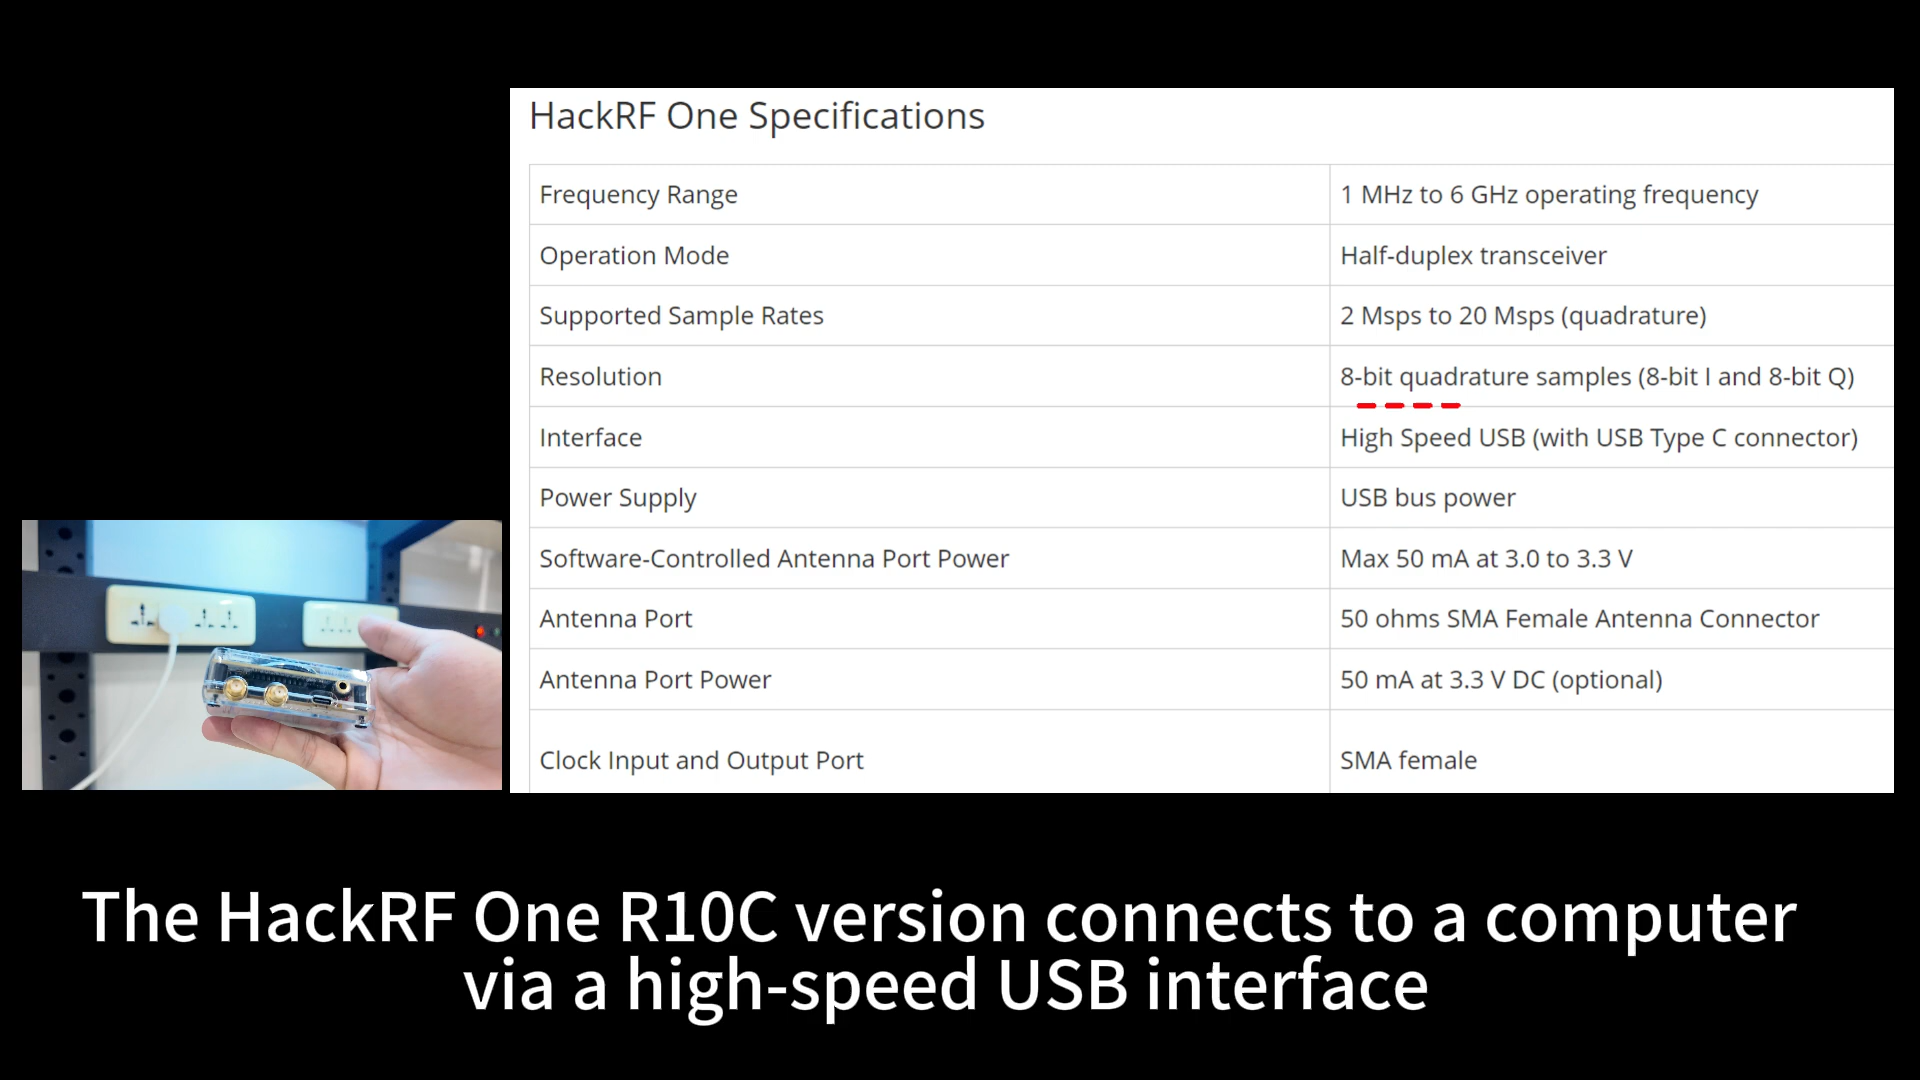 HackRF One Specifications
Frequency Range
1 MHz to 6 GHz operating frequency
Operation Mode
Half-duplex transceiver
Supported Sample Rates
2 Msps to 20 Msps (quadrature)
Resolution
8-bit quadrature samples (8-bit I and 8-bit Q)
Interface
High Speed USB (with USB Type C connector)
Power Supply
USB bus power
Software-Controlled Antenna Port Power
Max 50 mA at 3.0 to 3.3 V
Antenna Port
50 ohms SMA Female Antenna Connector
Antenna Port Power
50 mA at 3.3 V DC (optional)
Clock Input and Output Port
SMA female
The HackRF One R10C version connects to a computer
via a high-speed USB interface